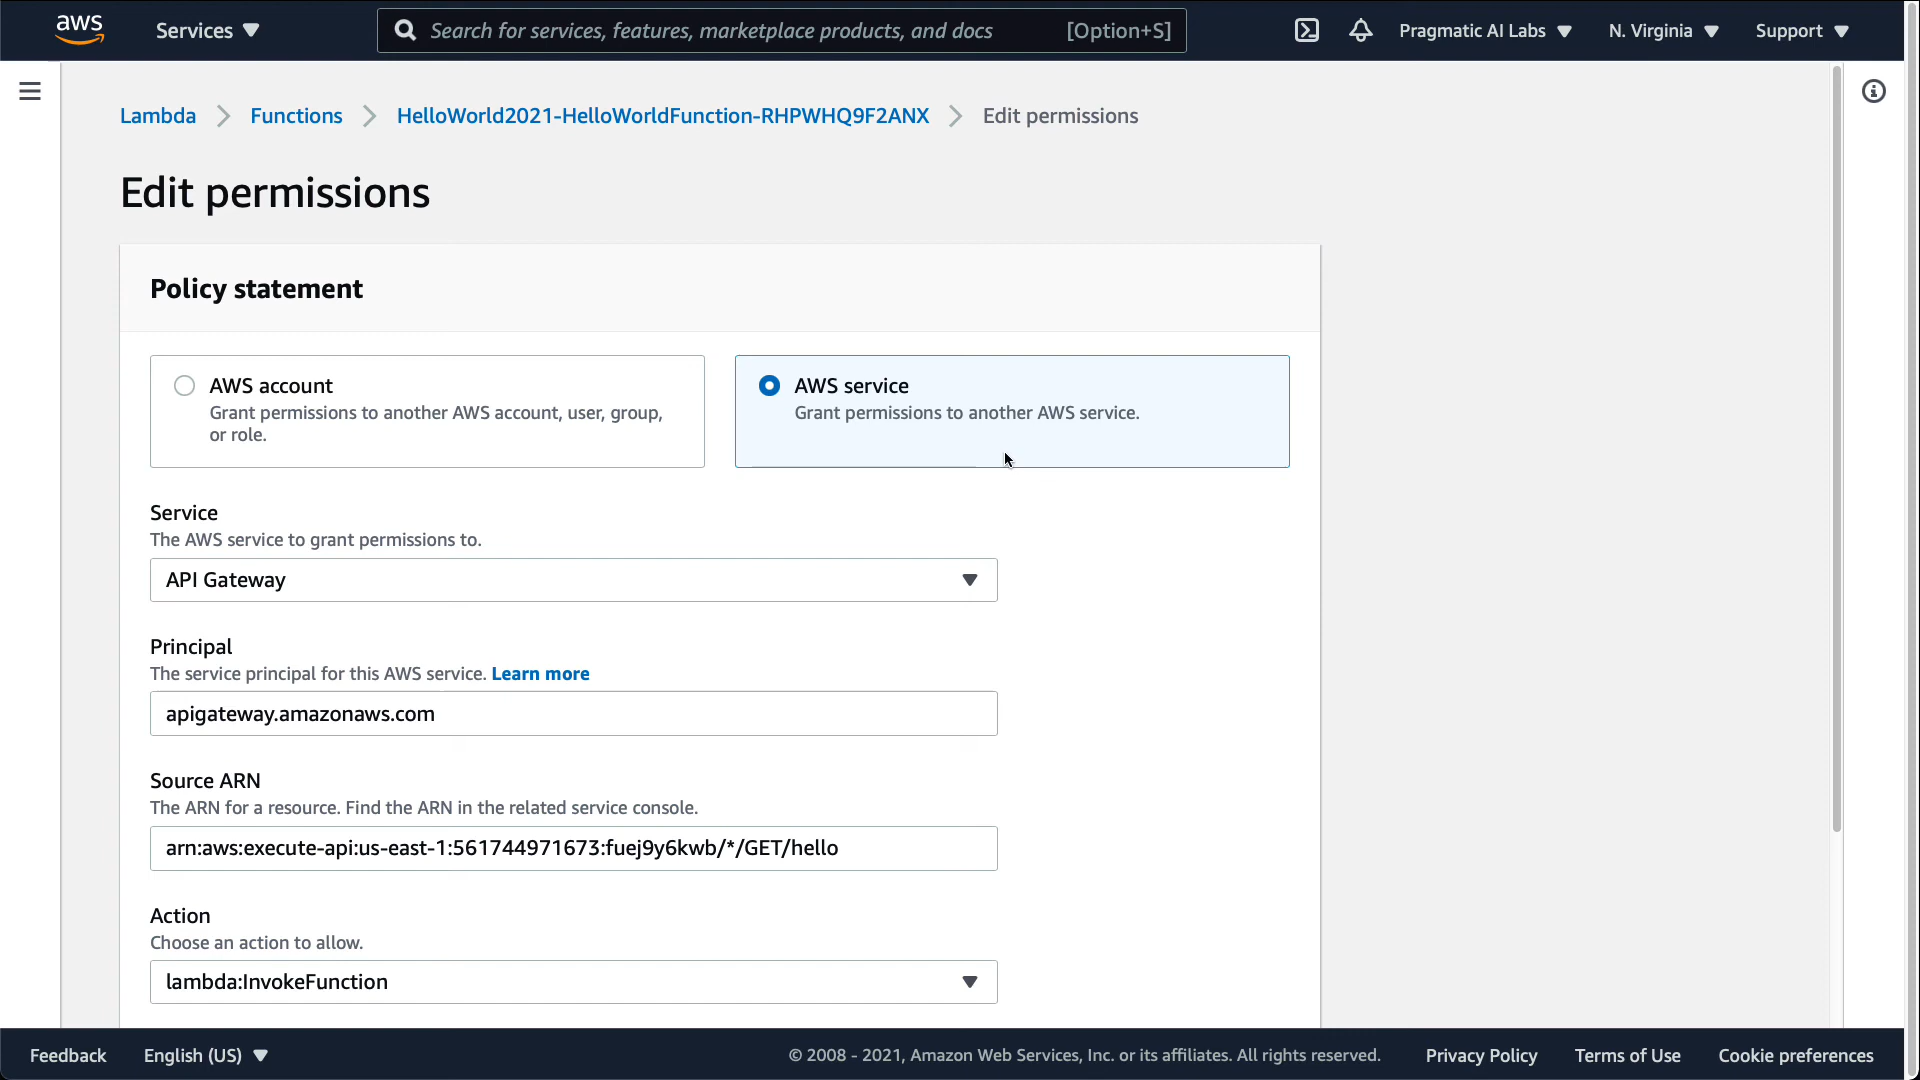 aws
Services
Search for services, features, marketplace products, and docs
[Option+S]
Pragmatic AI Labs
N. Virginia
Support
Lambda
Functions
HelloWorld2021-HelloWorldFunction-RHPWHQ9F2ANX
Edit permissions
Edit permissions
Policy statement
AWS account
Grant permissions to another AWS account, user, group,
or role.
AWS service
Grant permissions to another AWS service.
Service
The AWS service to grant permissions to.
API Gateway
Principal
The service principal for this AWS service. Learn more
apigateway.amazonaws.com
Source ARN
The ARN for a resource. Find the ARN in the related service console.
arn:aws:execute-api:us-east-1:561744971673:fuej9y6kwb/*/GET/hello
Action
Choose an action to allow.
lambda:InvokeFunction
Feedback
English (US)
© 2008 - 2021, Amazon Web Services, Inc. or its affiliates. All rights reserved.
Privacy Policy
Terms of Use
Cookie preferences